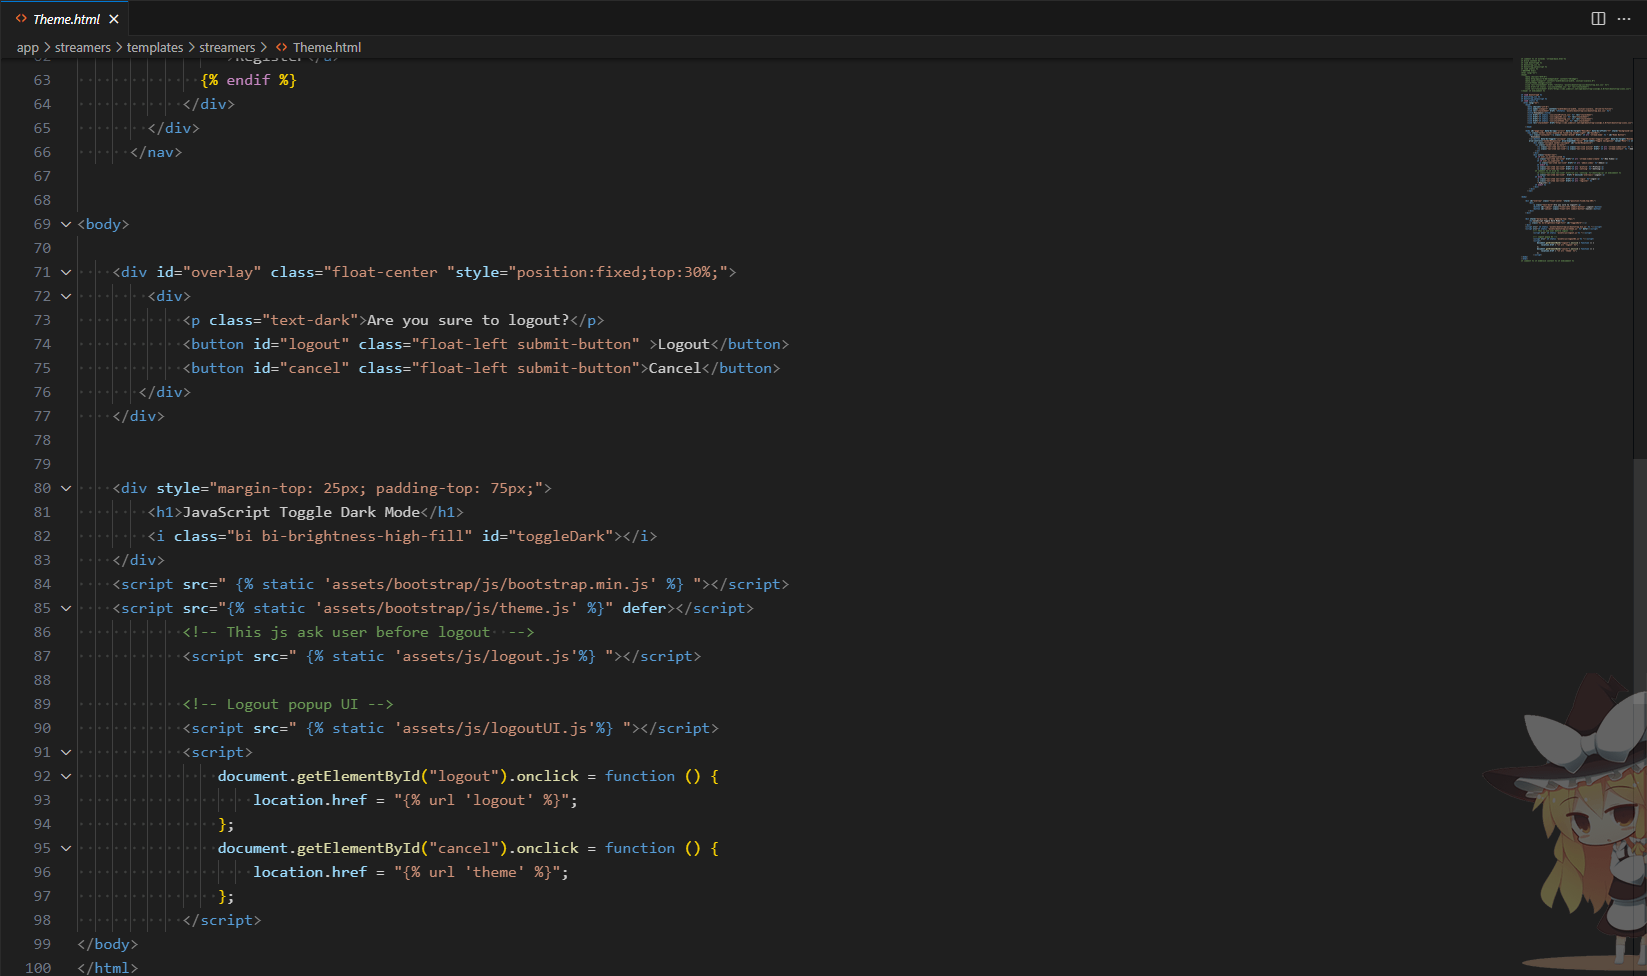 Theme.html
app > streamers > templates > streamers > Theme.html
62 >Register</a>
63 {% endif %}
64 </div>
65 </div>
66 </nav>
67
68
69 <body>
70
71 <div id="overlay" class="float-center "style="position:fixed;top:30%;">
72 <div>
73 <p class="text-dark">Are you sure to logout?</p>
74 <button id="logout" class="float-left submit-button" >Logout</button>
75 <button id="cancel" class="float-left submit-button">Cancel</button>
76 </div>
77 </div>
78
79
80 <div style="margin-top: 25px; padding-top: 75px;">
81 <h1>JavaScript Toggle Dark Mode</h1>
82 <i class="bi bi-brightness-high-fill" id="toggleDark"></i>
83 </div>
84 <script src=" {% static 'assets/bootstrap/js/bootstrap.min.js' %} "></script>
85 <script src="{% static 'assets/bootstrap/js/theme.js' %}" defer></script>
86 <!-- This js ask user before logout  -->
87 <script src=" {% static 'assets/js/logout.js'%} "></script>
88
89 <!-- Logout popup UI -->
90 <script src=" {% static 'assets/js/logoutUI.js'%} "></script>
91 <script>
92 document.getElementById("logout").onclick = function () {
93 location.href = "{% url 'logout' %}";
94 };
95 document.getElementById("cancel").onclick = function () {
96 location.href = "{% url 'theme' %}";
97 };
98 </script>
99 </body>
100 </html>